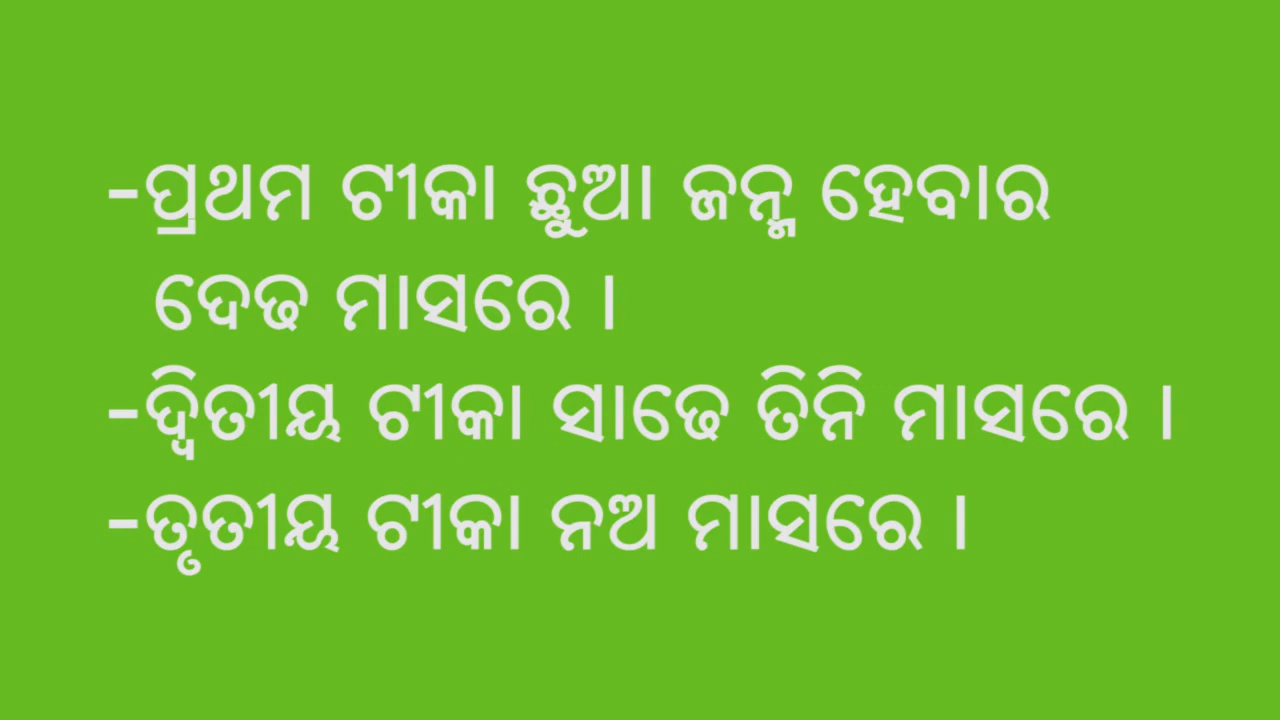 -ପ୍ରଥମ ଟୀକା ଛୁଆ ଜନ୍ମ ହେବାର
ଦେଢ ମାସରେ ।
-ଦ୍ୱିତୀୟ ଟୀକା ସାଢେ ତିନି ମାସରେ ।
-ତୃତୀୟ ଟୀକା ନଅ ମାସରେ ।